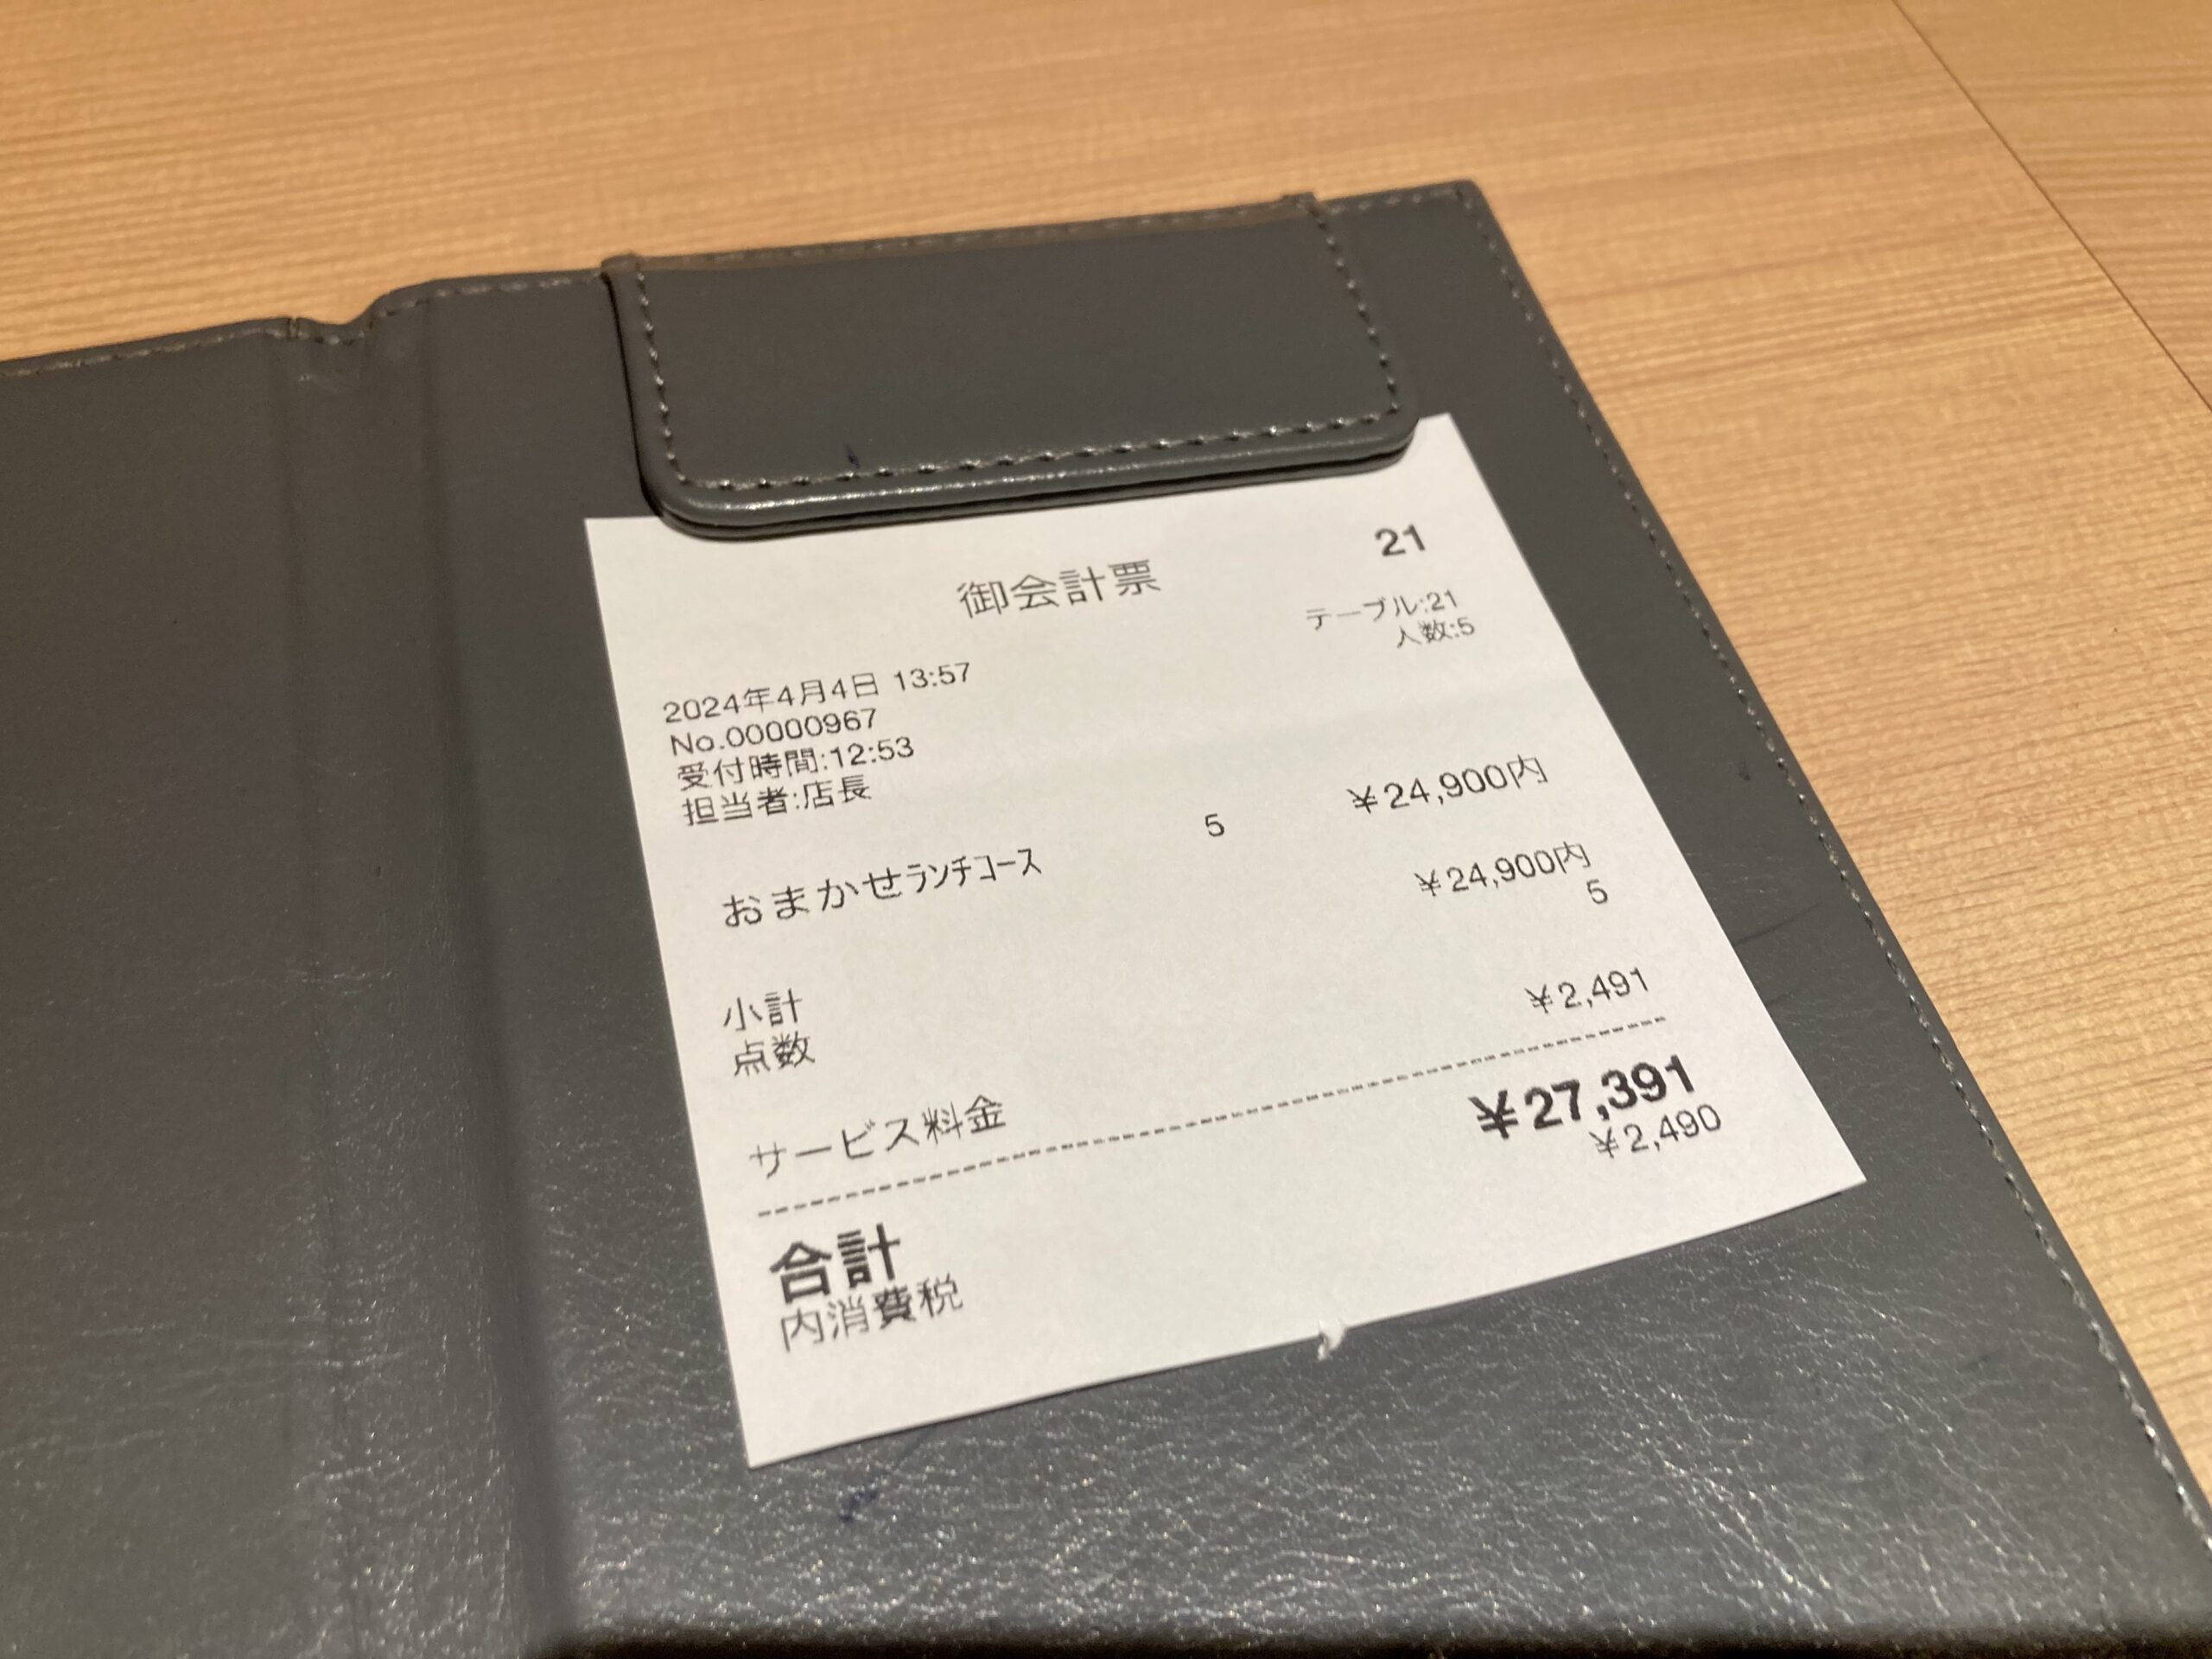 21
御会計票
テーブル:21
人数:5
2024年4月4日 13:57
No.00000967
受付時間:12:53
担当者:店長
おまかせランチコース 5 ¥24,900内
小計 ¥24,900内
点数 5
サービス料金 ¥2,491
合計 ¥27,391
内消費税 ¥2,490